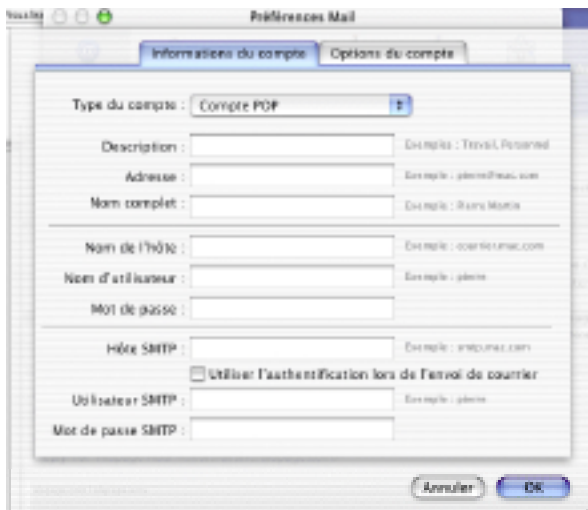 Préférences Mail
Informations du compte
Options du compte
Type du compte : Compte POP
Description :
Exemples : Travail, Personnel
Adresse :
Exemple : pierre@mac.com
Nom complet :
Exemple : Pierre Martin
Nom de l'hôte :
Exemple : courrier.mac.com
Nom d'utilisateur :
Exemple : pierre
Mot de passe :
Hôte SMTP :
Exemple : smtp.mac.com
Utiliser l'authentification lors de l'envoi de courrier
Utilisateur SMTP :
Exemple : pierre
Mot de passe SMTP :
Annuler
OK